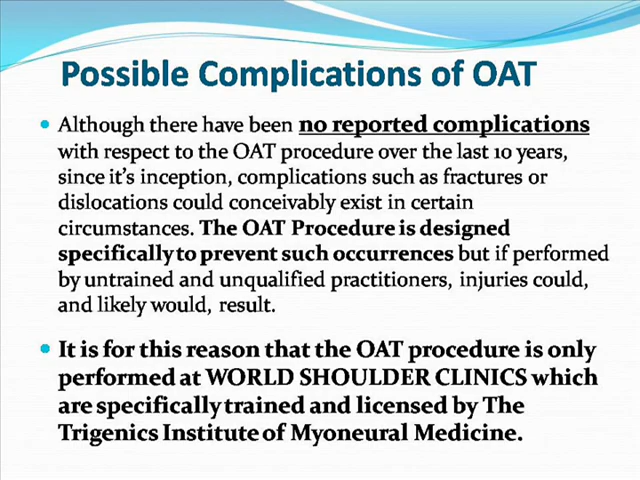 Possible Complications of OAT
• Although there have been no reported complications
with respect to the OAT procedure over the last 10 years,
since it's inception, complications such as fractures or
dislocations could conceivably exist in certain
circumstances. The OAT Procedure is designed
specifically to prevent such occurrences but if performed
by untrained and unqualified practitioners, injuries could,
and likely would, result.
• It is for this reason that the OAT procedure is only
performed at WORLD SHOULDER CLINICS which
are specifically trained and licensed by The
Trigenics Institute of Myoneural Medicine.